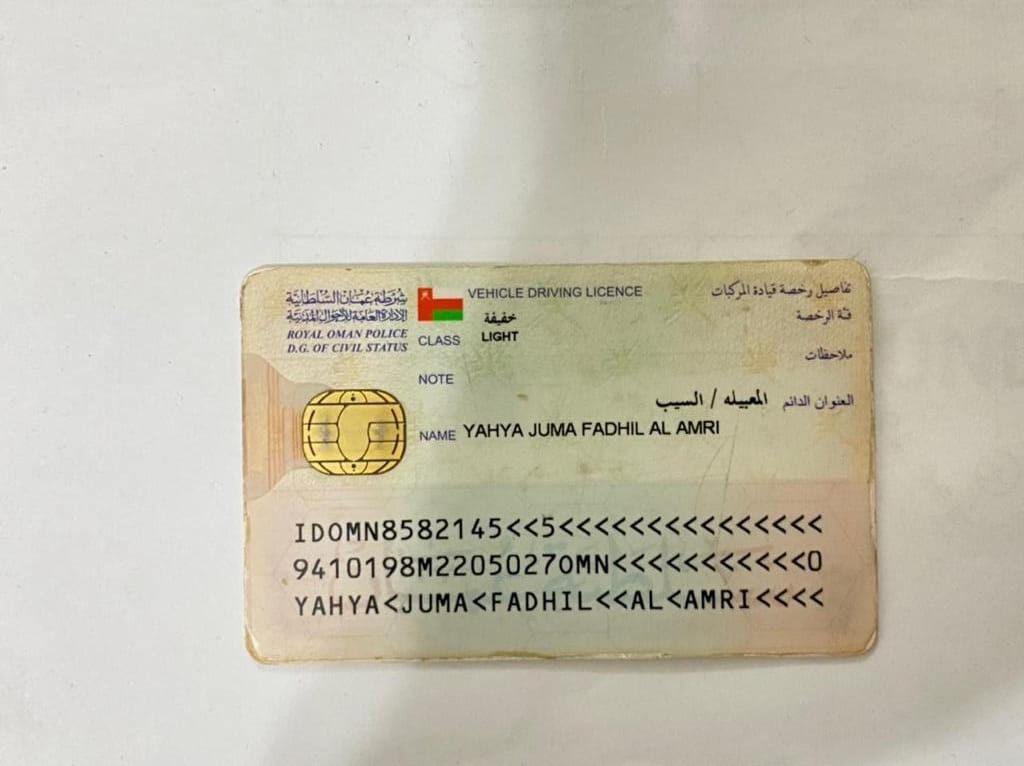 شرطة عمان السلطانية
الإدارة العامة للأحوال المدنية
ROYAL OMAN POLICE
D.G. OF CIVIL STATUS
VEHICLE DRIVING LICENCE تفاصيل رخصة قيادة المركبات
خفيفة فئة الرخصة
CLASS LIGHT
ملاحظات
NOTE
العنوان الدائم المعبيله / السيب
NAME YAHYA JUMA FADHIL AL AMRI
IDOMN8582145<<5<<<<<<<<<<<<<<<
9410198M2205027OMN<<<<<<<<<<<0
YAHYA<JUMA<FADHIL<<AL<AMRI<<<<